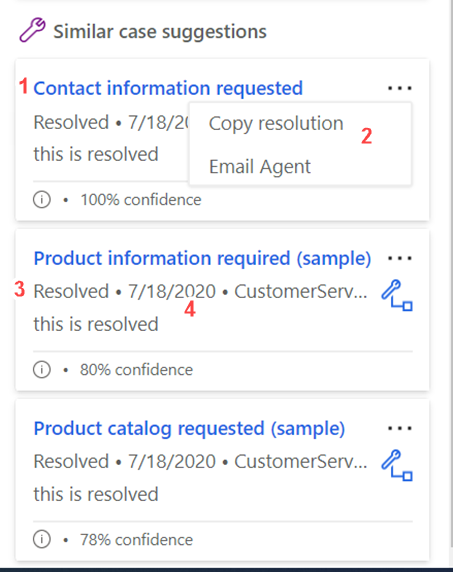 Similar case suggestions
1 Contact information requested ...
Resolved • 7/18/20
Copy resolution
2
this is resolved
Email Agent
100% confidence
Product information required (sample) ...
3 Resolved • 7/18/2020 • CustomerServ...
4
this is resolved
80% confidence
Product catalog requested (sample) ...
Resolved • 7/18/2020 • CustomerServ...
this is resolved
78% confidence